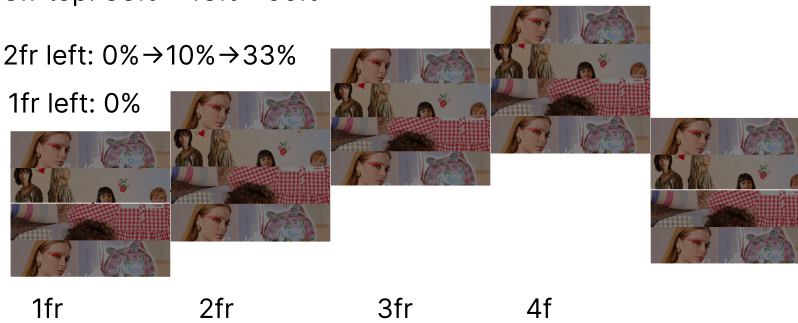 2fr left: 0%→10%→33%
1fr left: 0%
1fr
2fr
3fr
4f